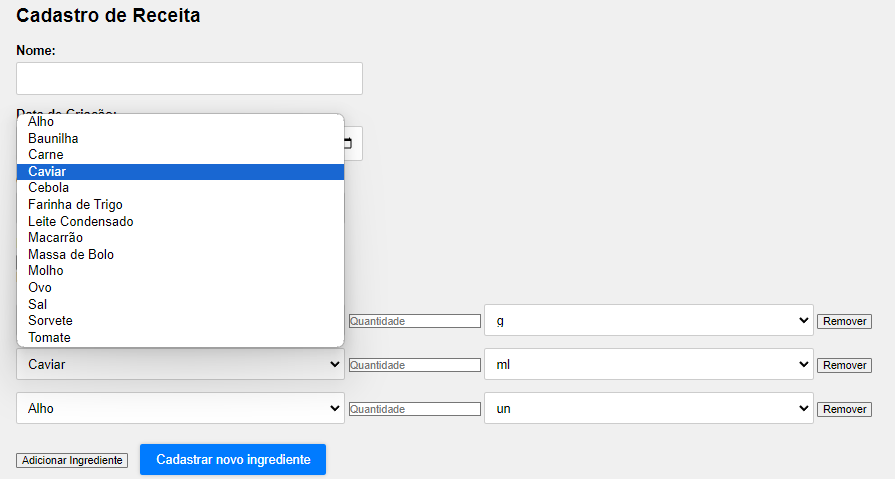 Cadastro de Receita
Nome:
Data de Criação:
Alho
Baunilha
Carne
Caviar
Cebola
Farinha de Trigo
Leite Condensado
Macarrão
Massa de Bolo
Molho
Ovo
Sal
Sorvete
Tomate
Quantidade g Remover
Caviar Quantidade ml Remover
Alho Quantidade un Remover
Adicionar Ingrediente Cadastrar novo ingrediente